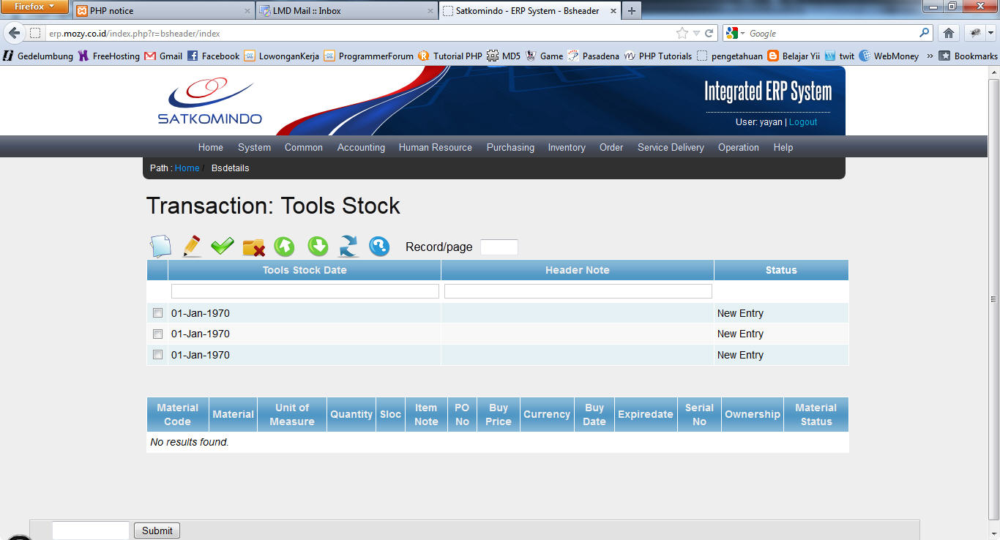 Firefox
PHP notice
LMD Mail :: Inbox
Satkomindo - ERP System - Bsheader
erp.mozy.co.id/index.php?r=bsheader/index
Google
Gedelumbung FreeHosting Gmail Facebook LowonganKerja ProgrammerForum Tutorial PHP MD5 Game Pasadena PHP Tutorials pengetahuan Belajar Yii twit WebMoney » Bookmarks
SATKOMINDO
Integrated ERP System
User: yayan | Logout
Home System Common Accounting Human Resource Purchasing Inventory Order Service Delivery Operation Help
Path : Home / Bsdetails
Transaction: Tools Stock
Record/page
Tools Stock Date Header Note Status
01-Jan-1970 New Entry
01-Jan-1970 New Entry
01-Jan-1970 New Entry
Material Code Material Unit of Measure Quantity Sloc Item Note PO No Buy Price Currency Buy Date Expiredate Serial No Ownership Material Status
No results found.
Submit